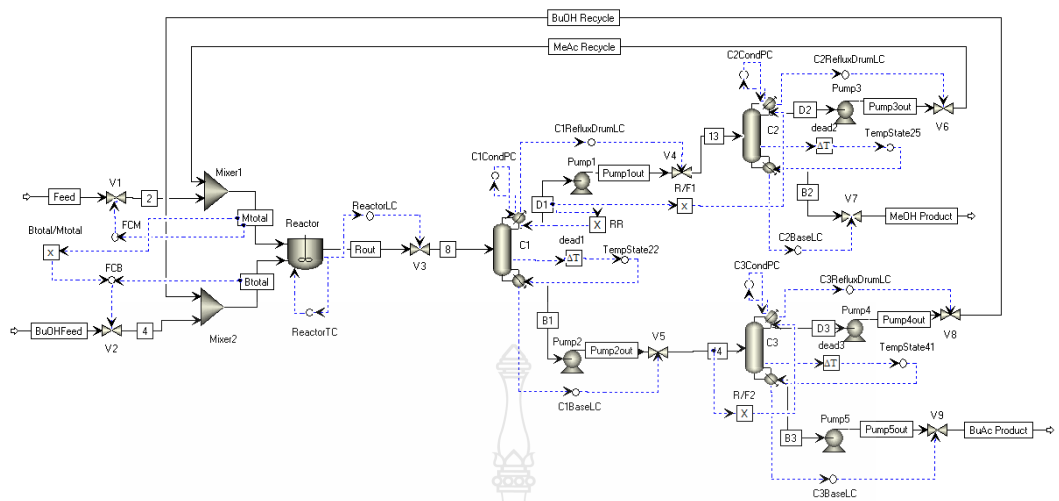 BuOH Recycle
MeAc Recycle
C2CondPC
C2RefluxDrumLC
Pump3
D2
Pump3out
V6
C2
dead2
ΔT
TempState25
13
B2
V7
MeOH Product
C2BaseLC
C1RefluxDrumLC
C1CondPC
Pump1
Pump1out
V4
R/F1
X
D1
X
RR
C1
dead1
ΔT
TempState22
Feed
V1
2
Mixer1
FCM
Mtotal
Btotal/Mtotal
X
FCB
Btotal
BuOHFeed
V2
4
Mixer2
Reactor
ReactorLC
Rout
V3
8
ReactorTC
B1
Pump2
Pump2out
V5
C1BaseLC
C3CondPC
C3RefluxDrumLC
Pump4
D3
Pump4out
V8
C3
dead3
ΔT
TempState41
R/F2
X
B3
Pump5
Pump5out
V9
BuAc Product
C3BaseLC